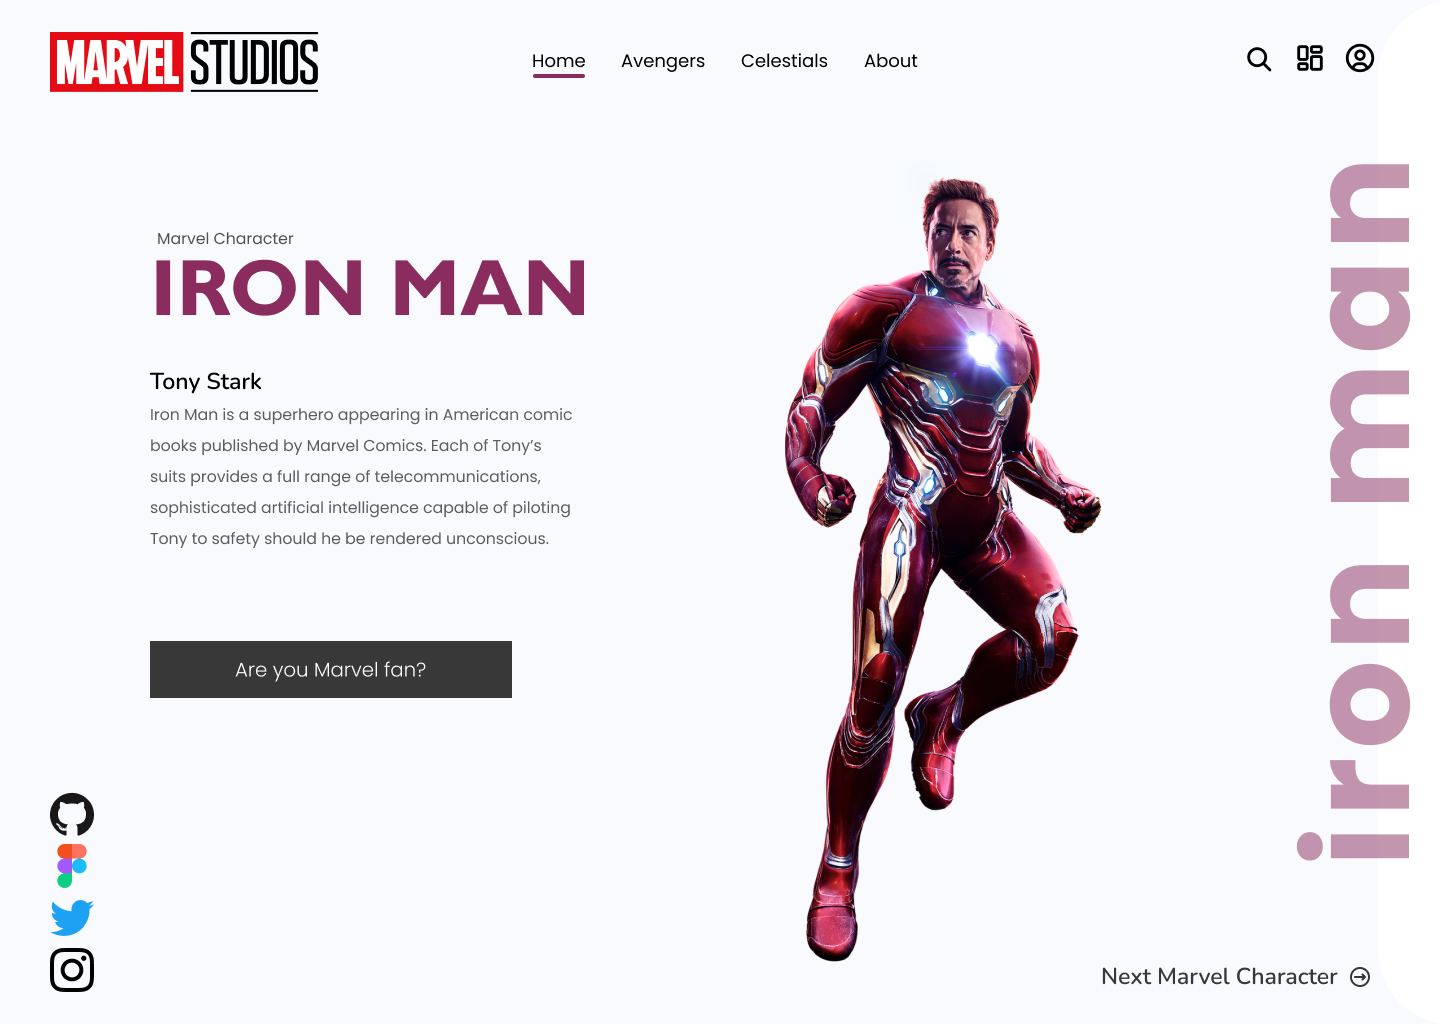 MARVEL STUDIOS
Home
Avengers
Celestials
About
Marvel Character
IRON MAN
Tony Stark
Iron Man is a superhero appearing in American comic
books published by Marvel Comics. Each of Tony’s
suits provides a full range of telecommunications,
sophisticated artificial intelligence capable of piloting
Tony to safety should he be rendered unconscious.
Are you Marvel fan?
iron man
Next Marvel Character